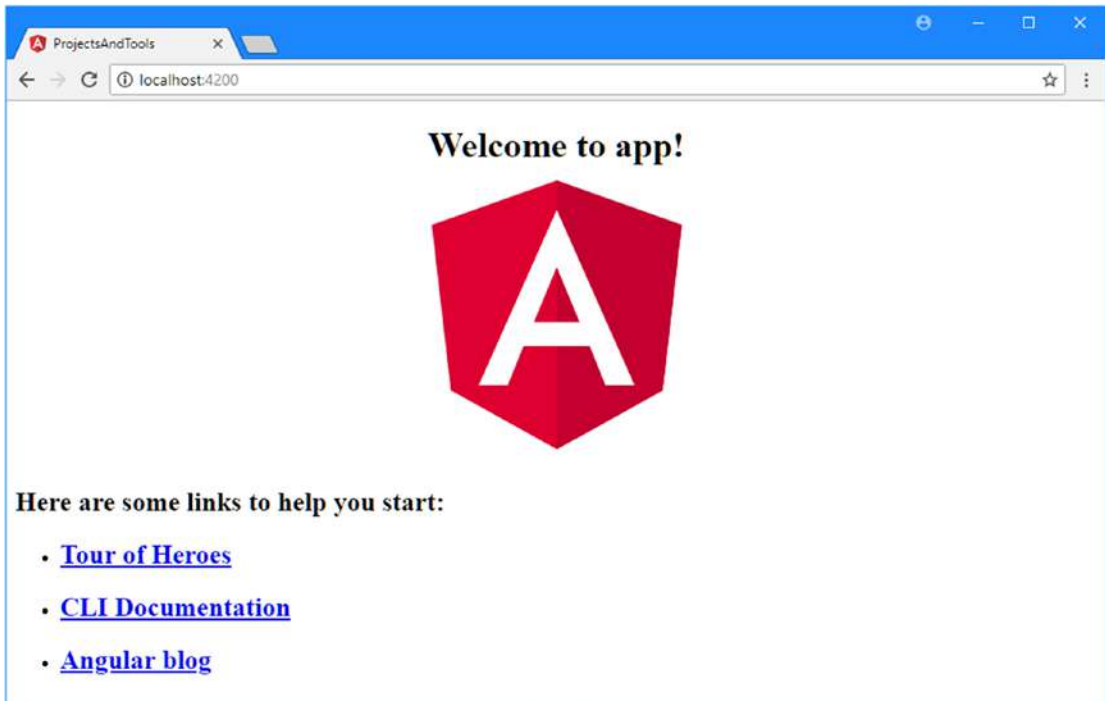 ProjectsAndTools
localhost:4200
Welcome to app!
A
Here are some links to help you start:
• Tour of Heroes
• CLI Documentation
• Angular blog